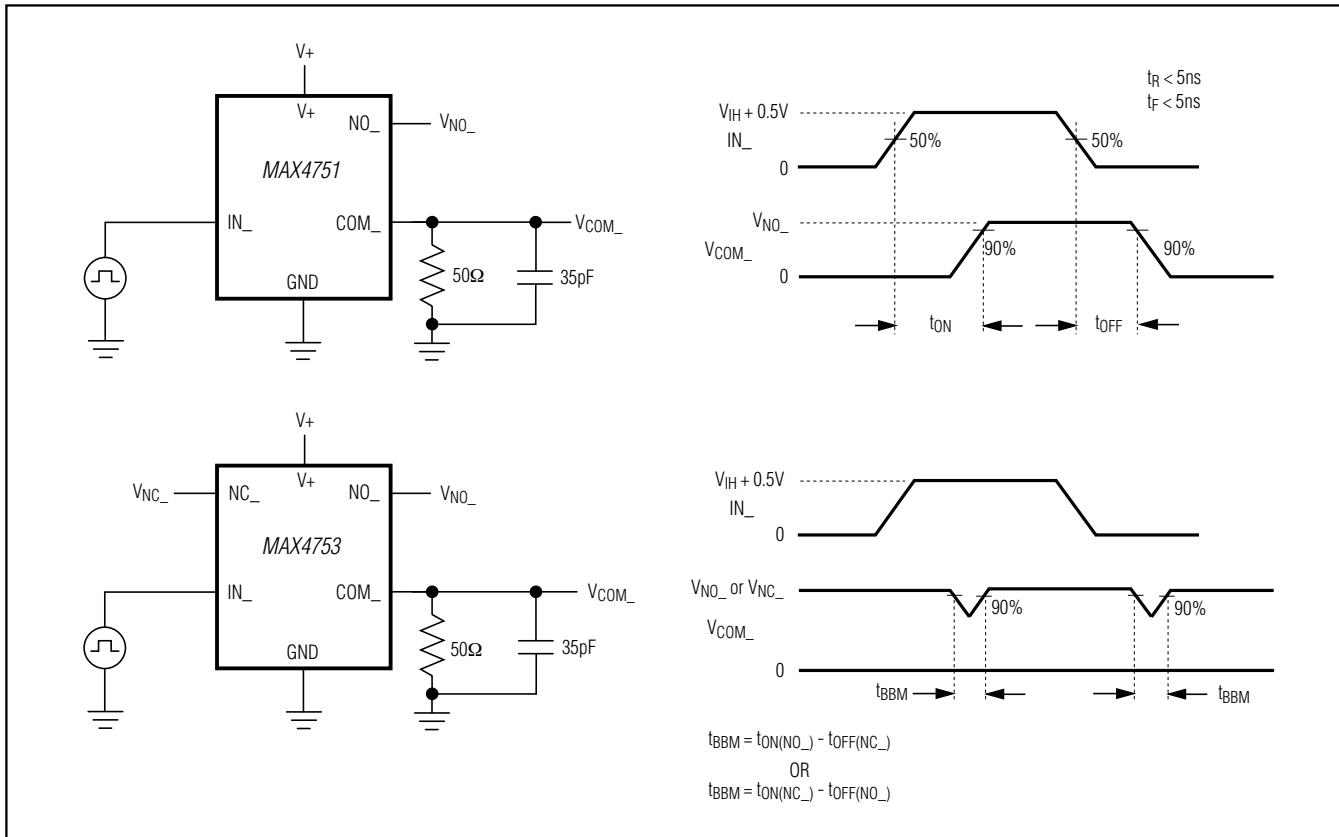 V+
V+
NO_
V_NO_
MAX4751
IN_
COM_
V_COM_
50Ω
35pF
GND
t_R < 5ns
t_F < 5ns
V_IH + 0.5V
IN_
50%
50%
0
V_NO_
V_COM_
90%
90%
0
t_ON
t_OFF
V+
V_NC_
NC_
V+
NO_
V_NO_
MAX4753
IN_
COM_
V_COM_
50Ω
35pF
GND
V_IH + 0.5V
IN_
0
V_NO_ or V_NC_
90%
90%
V_COM_
0
t_BBM
t_BBM
t_BBM = t_ON(NO_) - t_OFF(NC_)
OR
t_BBM = t_ON(NC_) - t_OFF(NO_)